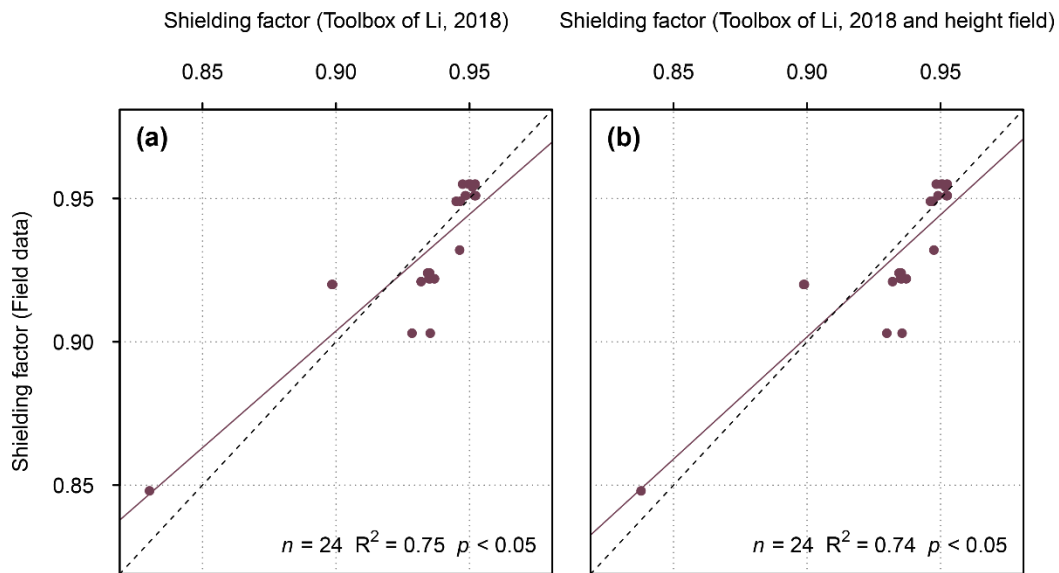 Shielding factor (Toolbox of Li, 2018)
0.85 0.90 0.95
Shielding factor (Toolbox of Li, 2018 and height field)
0.85 0.90 0.95
Shielding factor (Field data)
0.95
0.90
0.85
(a)
n = 24 R² = 0.75 p < 0.05
(b)
n = 24 R² = 0.74 p < 0.05